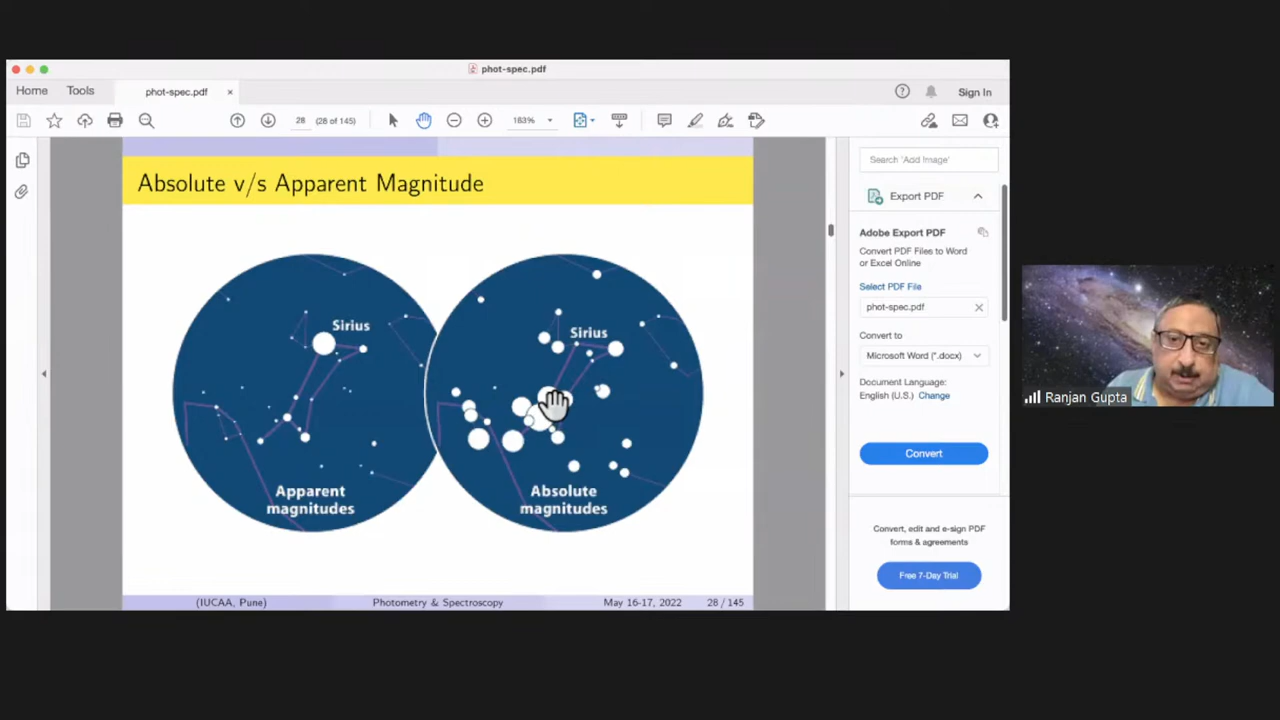 phot-spec.pdf
Home
Tools
phot-spec.pdf
×
Sign In
28
(28 of 145)
163%
Absolute v/s Apparent Magnitude
Sirius
Apparent
magnitudes
Sirius
Absolute
magnitudes
(IUCAA, Pune)
Photometry & Spectroscopy
May 16-17, 2022
28 / 145
Search 'Add Image'
Export PDF
Adobe Export PDF
Convert PDF Files to Word
or Excel Online
Select PDF File
phot-spec.pdf
Convert to
Microsoft Word (*.docx)
Document Language:
English (U.S.) Change
Convert
Convert, edit and e-sign PDF
forms & agreements
Free 7-Day Trial
Ranjan Gupta